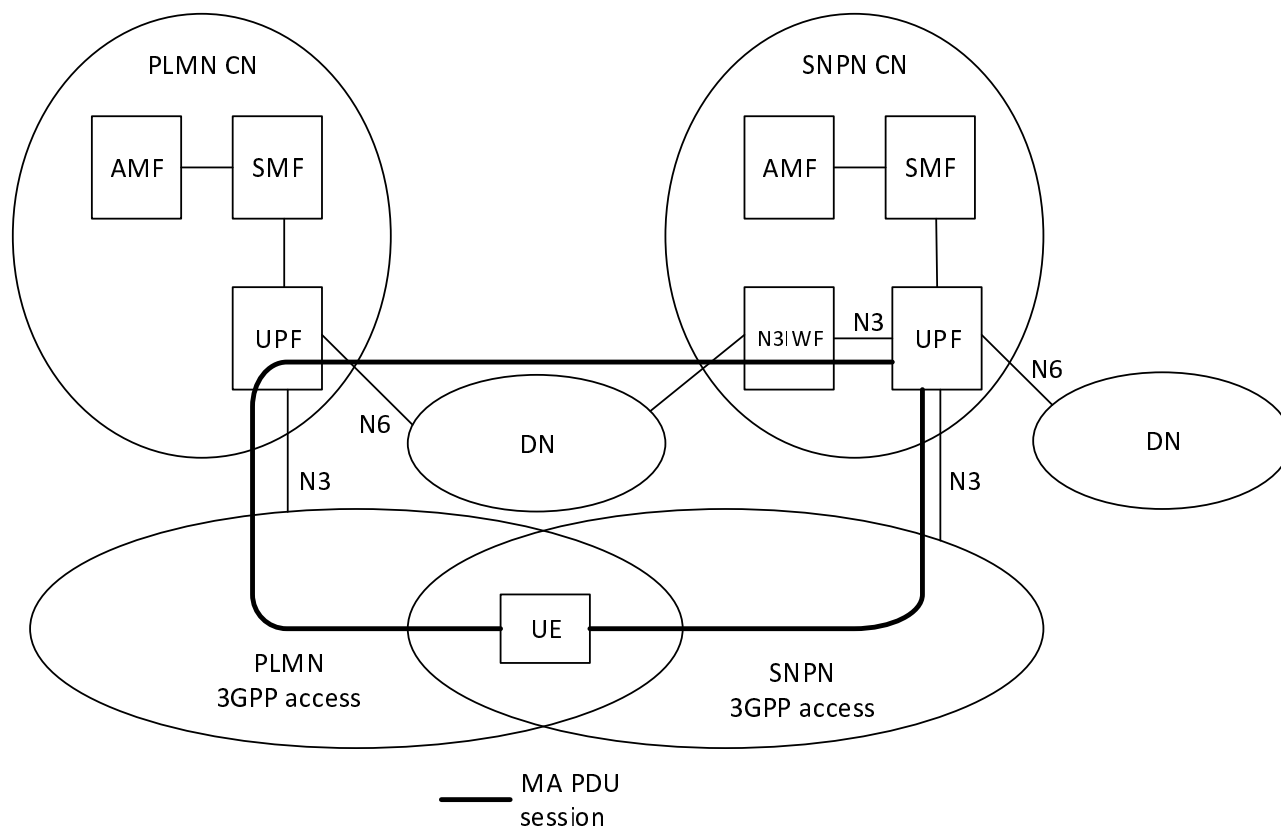 PLMN CN
SNPN CN
AMF
SMF
AMF
SMF
UPF
N3IWF
N3
UPF
N6
DN
N6
DN
N3
N3
UE
PLMN
3GPP access
SNPN
3GPP access
MA PDU
session